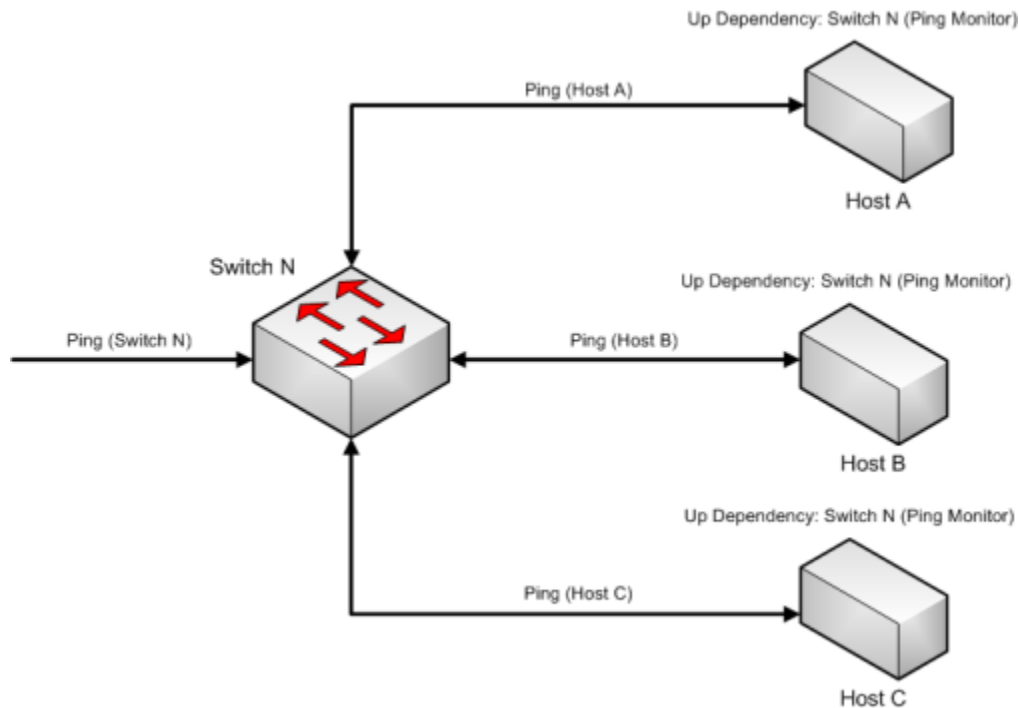 Up Dependency: Switch N (Ping Monitor)
Ping (Host A)
Host A
Switch N
Up Dependency: Switch N (Ping Monitor)
Ping (Switch N)
Ping (Host B)
Host B
Up Dependency: Switch N (Ping Monitor)
Ping (Host C)
Host C